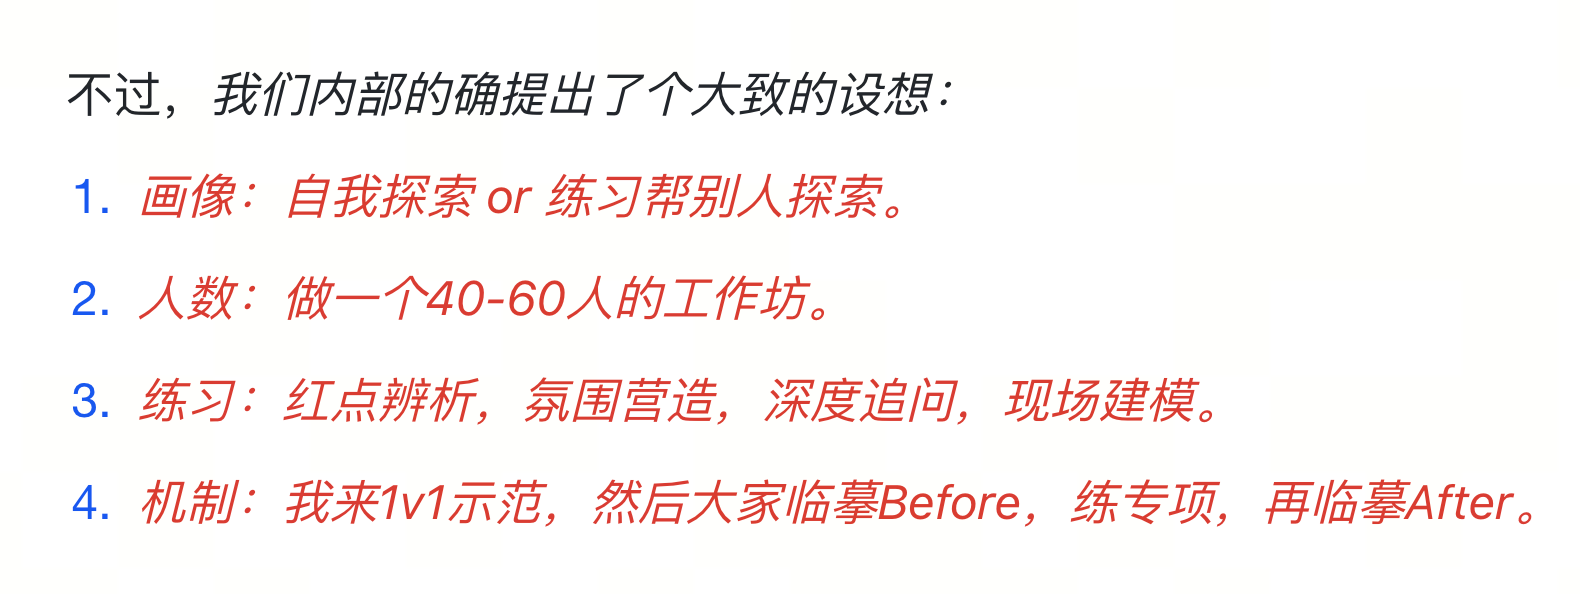 不过，我们内部的确提出了个大致的设想：
1. 画像：自我探索 or 练习帮别人探索。
2. 人数：做一个40-60人的工作坊。
3. 练习：红点辨析，氛围营造，深度追问，现场建模。
4. 机制：我来1v1示范，然后大家临摹Before，练专项，再临摹After。